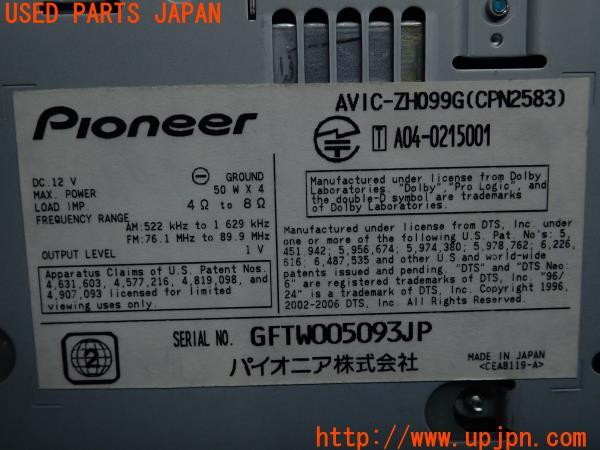 USED PARTS JAPAN
Pioneer
AVIC-ZH099G(CPN2583)
T A04-0215001
DC.12 V
GROUND
MAX. POWER 50 W X 4
LOAD IMP. 4 Ω to 8 Ω
FREQUENCY RANGE
AM:522 kHz to 1 629 kHz
FM:76.1 MHz to 89.9 MHz
OUTPUT LEVEL 1 V
Apparatus Claims of U.S. Patent Nos.
4,631,603, 4,577,216, 4,819,098, and
4,907,093 licensed for limited
viewing uses only.
Manufactured under license from Dolby
Laboratories. "Dolby", "Pro Logic", and
the double-D symbol are trademarks
of Dolby Laboratories.
Manufactured under license from DTS, Inc. under
one or more of the following U.S. Pat. No's: 5,
451,942; 5,956,674; 5,974,380; 5,978,762; 6,226,
616; 6,487,535 and other U.S and world-wide
patents issued and pending. "DTS" and "DTS Neo:
6" are registered trademarks of DTS, Inc. "96/
24" is a trademark of DTS, Inc. Copyright 1996,
2002-2006 DTS, Inc. All Rights Reserved.
SERIAL NO. GFTW005093JP
2
パイオニア株式会社
MADE IN JAPAN
<CEA8119-A>
USED PARTS JAPAN
http://www.upjpn.com/